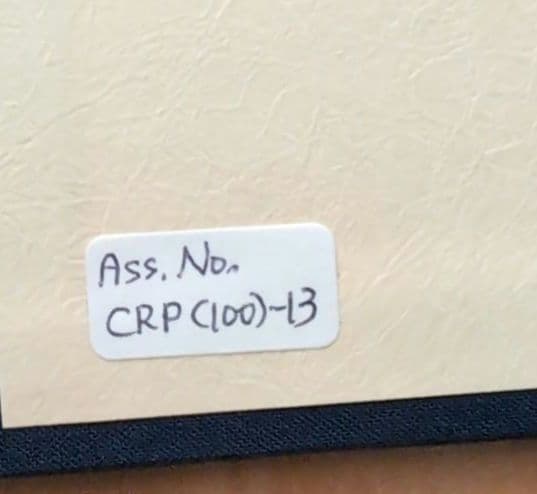 Ass. No.
CRP (100)-13